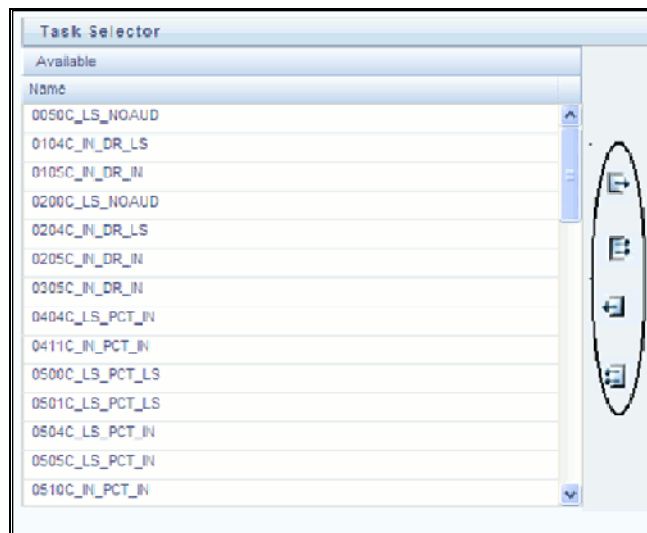 Task Selector
Available
Name
0050C_LS_NOAUD
0104C_IN_DR_LS
0105C_IN_DR_IN
0200C_LS_NOAUD
0204C_IN_DR_LS
0205C_IN_DR_IN
0305C_IN_DR_IN
0404C_LS_PCT_IN
0411C_IN_PCT_IN
0500C_LS_PCT_LS
0501C_LS_PCT_LS
0504C_LS_PCT_IN
0505C_LS_PCT_IN
0510C_IN_PCT_IN